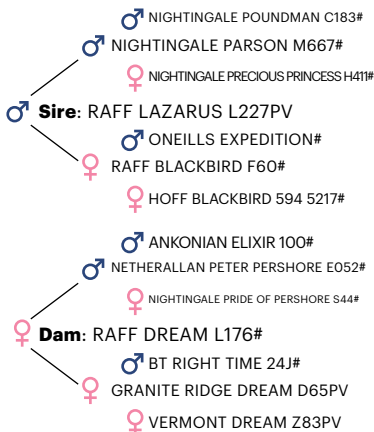 NIGHTINGALE POUNDMAN C183#
NIGHTINGALE PARSON M667#
NIGHTINGALE PRECIOUS PRINCESS H411#
Sire: RAFF LAZARUS L227PV
ONEILLS EXPEDITION#
RAFF BLACKBIRD F60#
HOFF BLACKBIRD 594 5217#
ANKONIAN ELIXIR 100#
NETHERALLAN PETER PERSHORE E052#
NIGHTINGALE PRIDE OF PERSHORE S44#
Dam: RAFF DREAM L176#
BT RIGHT TIME 24J#
GRANITE RIDGE DREAM D65PV
VERMONT DREAM Z83PV